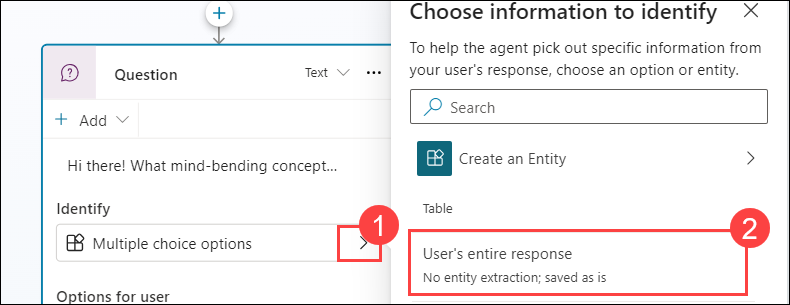 Question
Text
Add
Hi there! What mind-bending concept...
Identify
1
Multiple choice options
Options for user
Choose information to identify
To help the agent pick out specific information from
your user's response, choose an option or entity.
Search
Create an Entity
Table
2
User's entire response
No entity extraction; saved as is